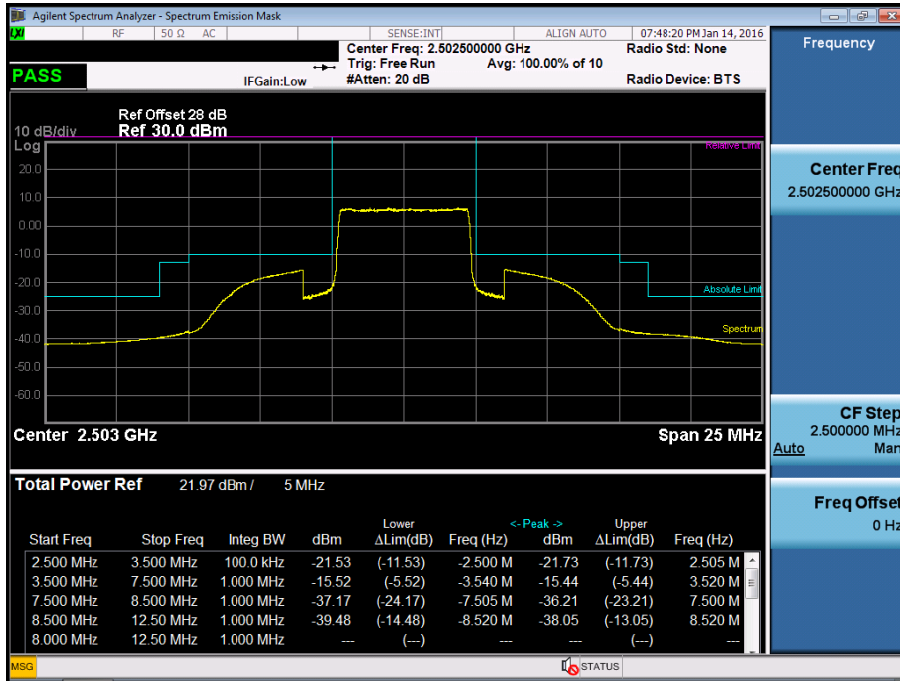 Agilent Spectrum Analyzer - Spectrum Emission Mask
LXI RF 50 Ω AC SENSE:INT ALIGN AUTO 07:48:20 PM Jan 14, 2016
Center Freq: 2.502500000 GHz Radio Std: None
Trig: Free Run Avg: 100.00% of 10
PASS IFGain:Low #Atten: 20 dB Radio Device: BTS
Ref Offset 28 dB
10 dB/div Ref 30.0 dBm
Log
Relative Limit
20.0
10.0
0.00
-10.0
-20.0
Absolute Limit
-30.0
Spectrum
-40.0
-50.0
-60.0
Center 2.503 GHz Span 25 MHz
Total Power Ref 21.97 dBm / 5 MHz
Lower <- Peak -> Upper
Start Freq Stop Freq Integ BW dBm ΔLim(dB) Freq (Hz) dBm ΔLim(dB) Freq (Hz)
2.500 MHz 3.500 MHz 100.0 kHz -21.53 (-11.53) -2.500 M -21.73 (-11.73) 2.505 M
3.500 MHz 7.500 MHz 1.000 MHz -15.52 (-5.52) -3.540 M -15.44 (-5.44) 3.520 M
7.500 MHz 8.500 MHz 1.000 MHz -37.17 (-24.17) -7.505 M -36.21 (-23.21) 7.500 M
8.500 MHz 12.50 MHz 1.000 MHz -39.48 (-14.48) -8.520 M -38.05 (-13.05) 8.520 M
8.000 MHz 12.50 MHz 1.000 MHz --- (---) --- --- (---) ---
MSG STATUS
Frequency
Center Freq
2.502500000 GHz
CF Step
2.500000 MHz
Auto Man
Freq Offset
0 Hz